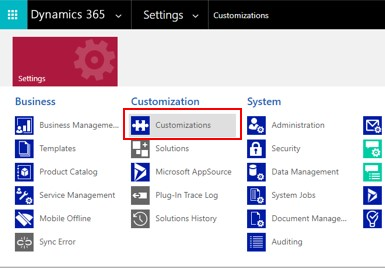 Dynamics 365
Settings
Customizations
Settings
Business
Customization
System
Business Manageme...
Customizations
Administration
Templates
Solutions
Security
Product Catalog
Microsoft AppSource
Data Management
Service Management
Plug-In Trace Log
System Jobs
Mobile Offline
Solutions History
Document Manage...
Sync Error
Auditing